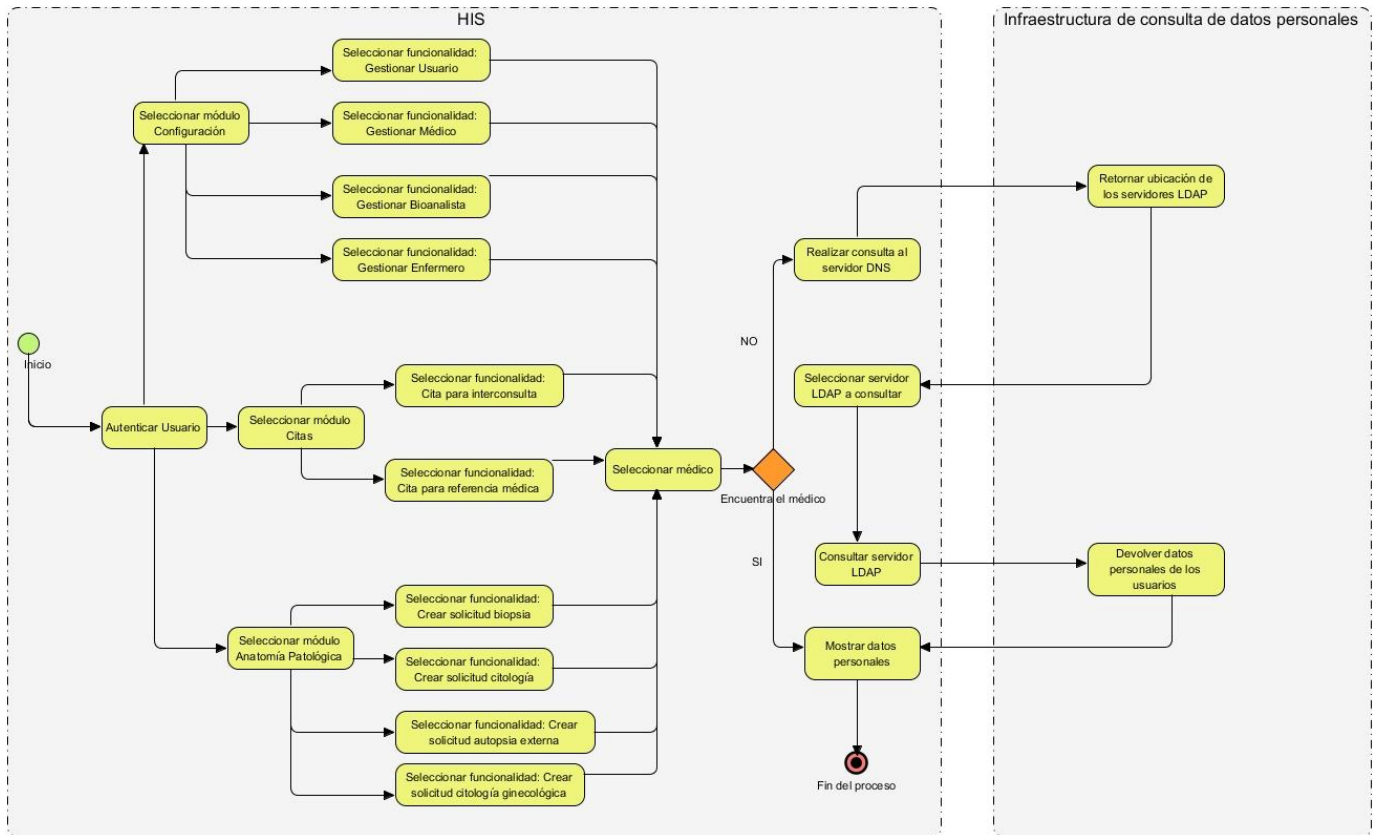 HIS
Infraestructura de consulta de datos personales
Seleccionar funcionalidad:
Gestionar Usuario
Seleccionar módulo
Configuración
Seleccionar funcionalidad:
Gestionar Médico
Seleccionar funcionalidad:
Gestionar Bioanalista
Seleccionar funcionalidad:
Gestionar Enfermero
Retornar ubicación de
los servidores LDAP
Realizar consulta al
servidor DNS
Inicio
NO
Autenticar Usuario
Seleccionar módulo
Citas
Seleccionar funcionalidad:
Cita para interconsulta
Seleccionar funcionalidad:
Cita para referencia médica
Seleccionar médico
Encuentra el médico
Seleccionar servidor
LDAP a consultar
SI
Consultar servidor
LDAP
Devolver datos
personales de los
usuarios
Seleccionar módulo
Anatomía Patológica
Seleccionar funcionalidad:
Crear solicitud biopsia
Seleccionar funcionalidad:
Crear solicitud citología
Seleccionar funcionalidad: Crear
solicitud autopsia externa
Seleccionar funcionalidad: Crear
solicitud citología ginecológica
Mostrar datos
personales
Fin del proceso